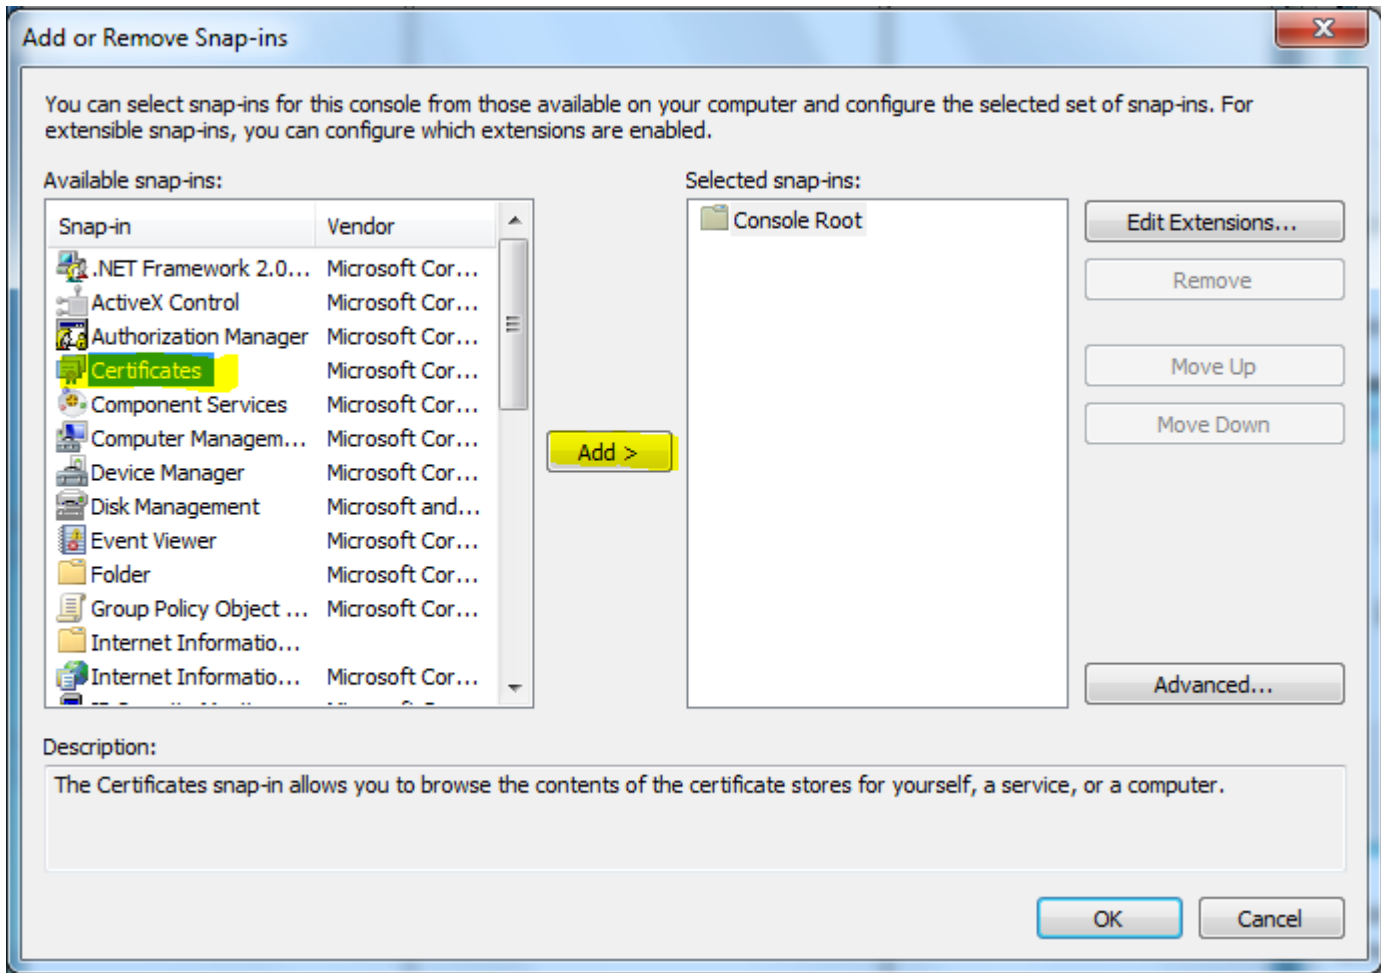 Add or Remove Snap-ins
You can select snap-ins for this console from those available on your computer and configure the selected set of snap-ins. For
extensible snap-ins, you can configure which extensions are enabled.
Available snap-ins:
Snap-in Vendor
.NET Framework 2.0... Microsoft Cor...
ActiveX Control Microsoft Cor...
Authorization Manager Microsoft Cor...
Certificates Microsoft Cor...
Component Services Microsoft Cor...
Computer Managem... Microsoft Cor...
Device Manager Microsoft Cor...
Disk Management Microsoft and...
Event Viewer Microsoft Cor...
Folder Microsoft Cor...
Group Policy Object ... Microsoft Cor...
Internet Informatio...
Internet Informatio... Microsoft Cor...
Add >
Selected snap-ins:
Console Root
Edit Extensions...
Remove
Move Up
Move Down
Advanced...
Description:
The Certificates snap-in allows you to browse the contents of the certificate stores for yourself, a service, or a computer.
OK Cancel